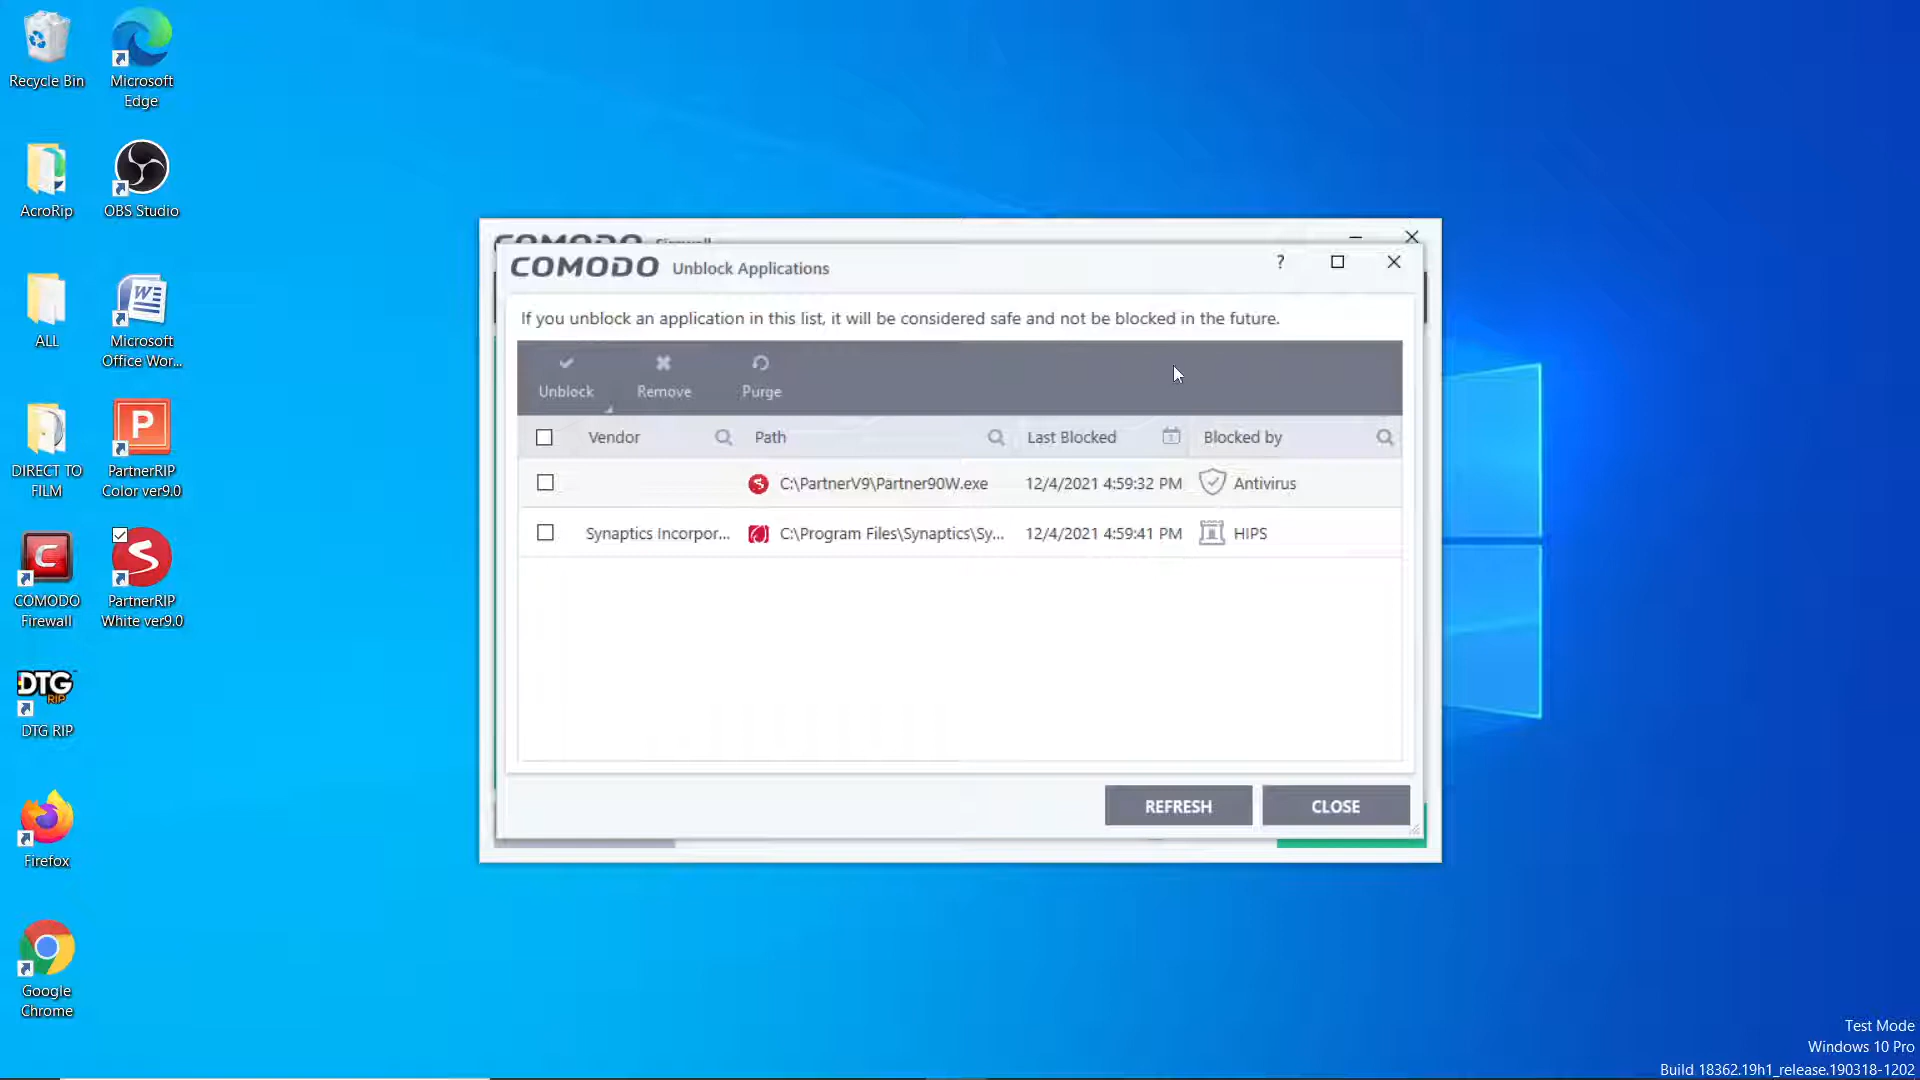 Recycle Bin
Microsoft
Edge
AcroRip
OBS Studio
ALL
Microsoft
Office Wor...
DIRECT TO
FILM
PartnerRIP
Color ver9.0
COMODO
Firewall
PartnerRIP
White ver9.0
DTG
RIP
DTG RIP
Firefox
Google
Chrome
COMODO Firewall
COMODO Unblock Applications
?
If you unblock an application in this list, it will be considered safe and not be blocked in the future.
Unblock Remove Purge
Vendor Path Last Blocked Blocked by
C:\PartnerV9\Partner90W.exe 12/4/2021 4:59:32 PM Antivirus
Synaptics Incorpor... C:\Program Files\Synaptics\Sy... 12/4/2021 4:59:41 PM HIPS
REFRESH CLOSE
Test Mode
Windows 10 Pro
Build 18362.19h1_release.190318-1202